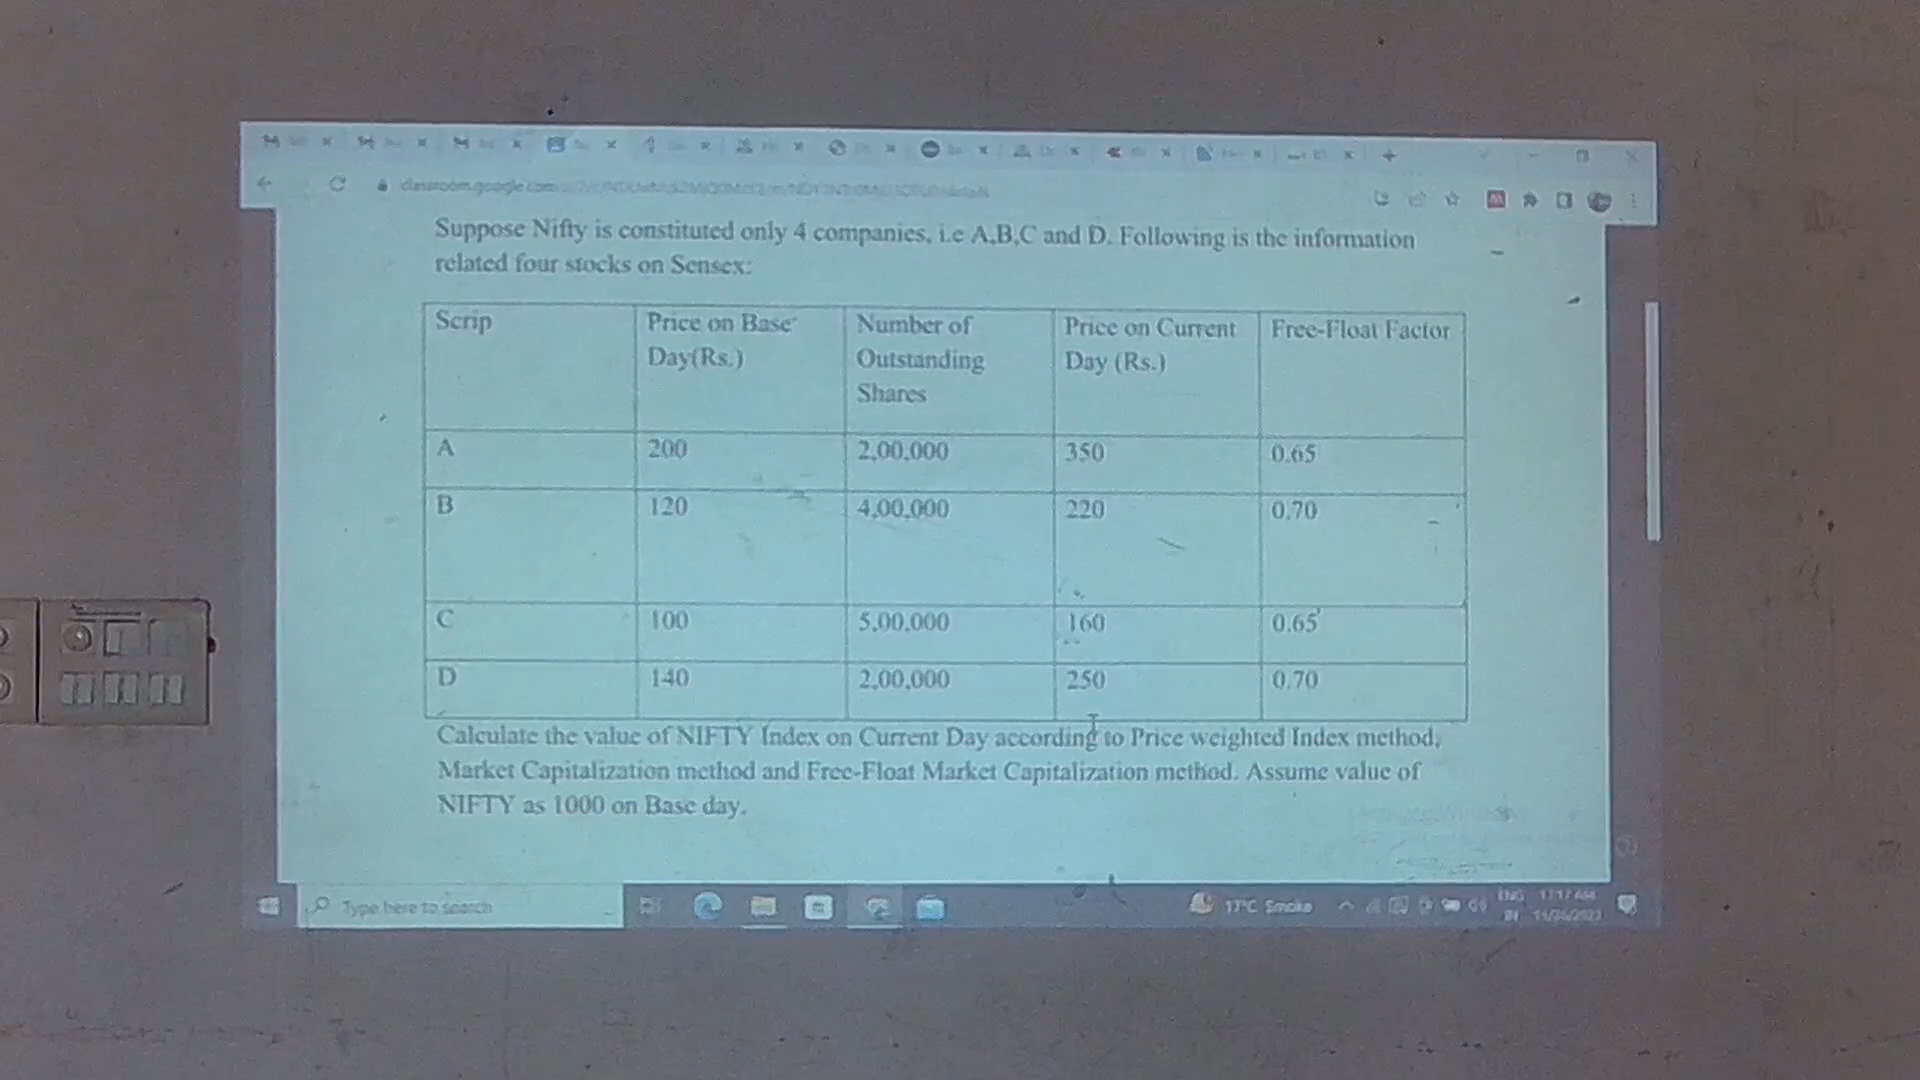 classroom.google.com
Suppose Nifty is constituted only 4 companies, i.e A,B,C and D. Following is the information
related four stocks on Sensex:
Scrip
Price on Base
Day(Rs.)
Number of
Outstanding
Shares
Price on Current
Day (Rs.)
Free-Float Factor
A
200
2,00,000
350
0.65
B
120
4,00,000
220
0.70
C
100
5,00,000
160
0.65
D
140
2,00,000
250
0.70
Calculate the value of NIFTY Index on Current Day according to Price weighted Index method,
Market Capitalization method and Free-Float Market Capitalization method. Assume value of
NIFTY as 1000 on Base day.
Type here to search
17°C Smoke
ENG
IN